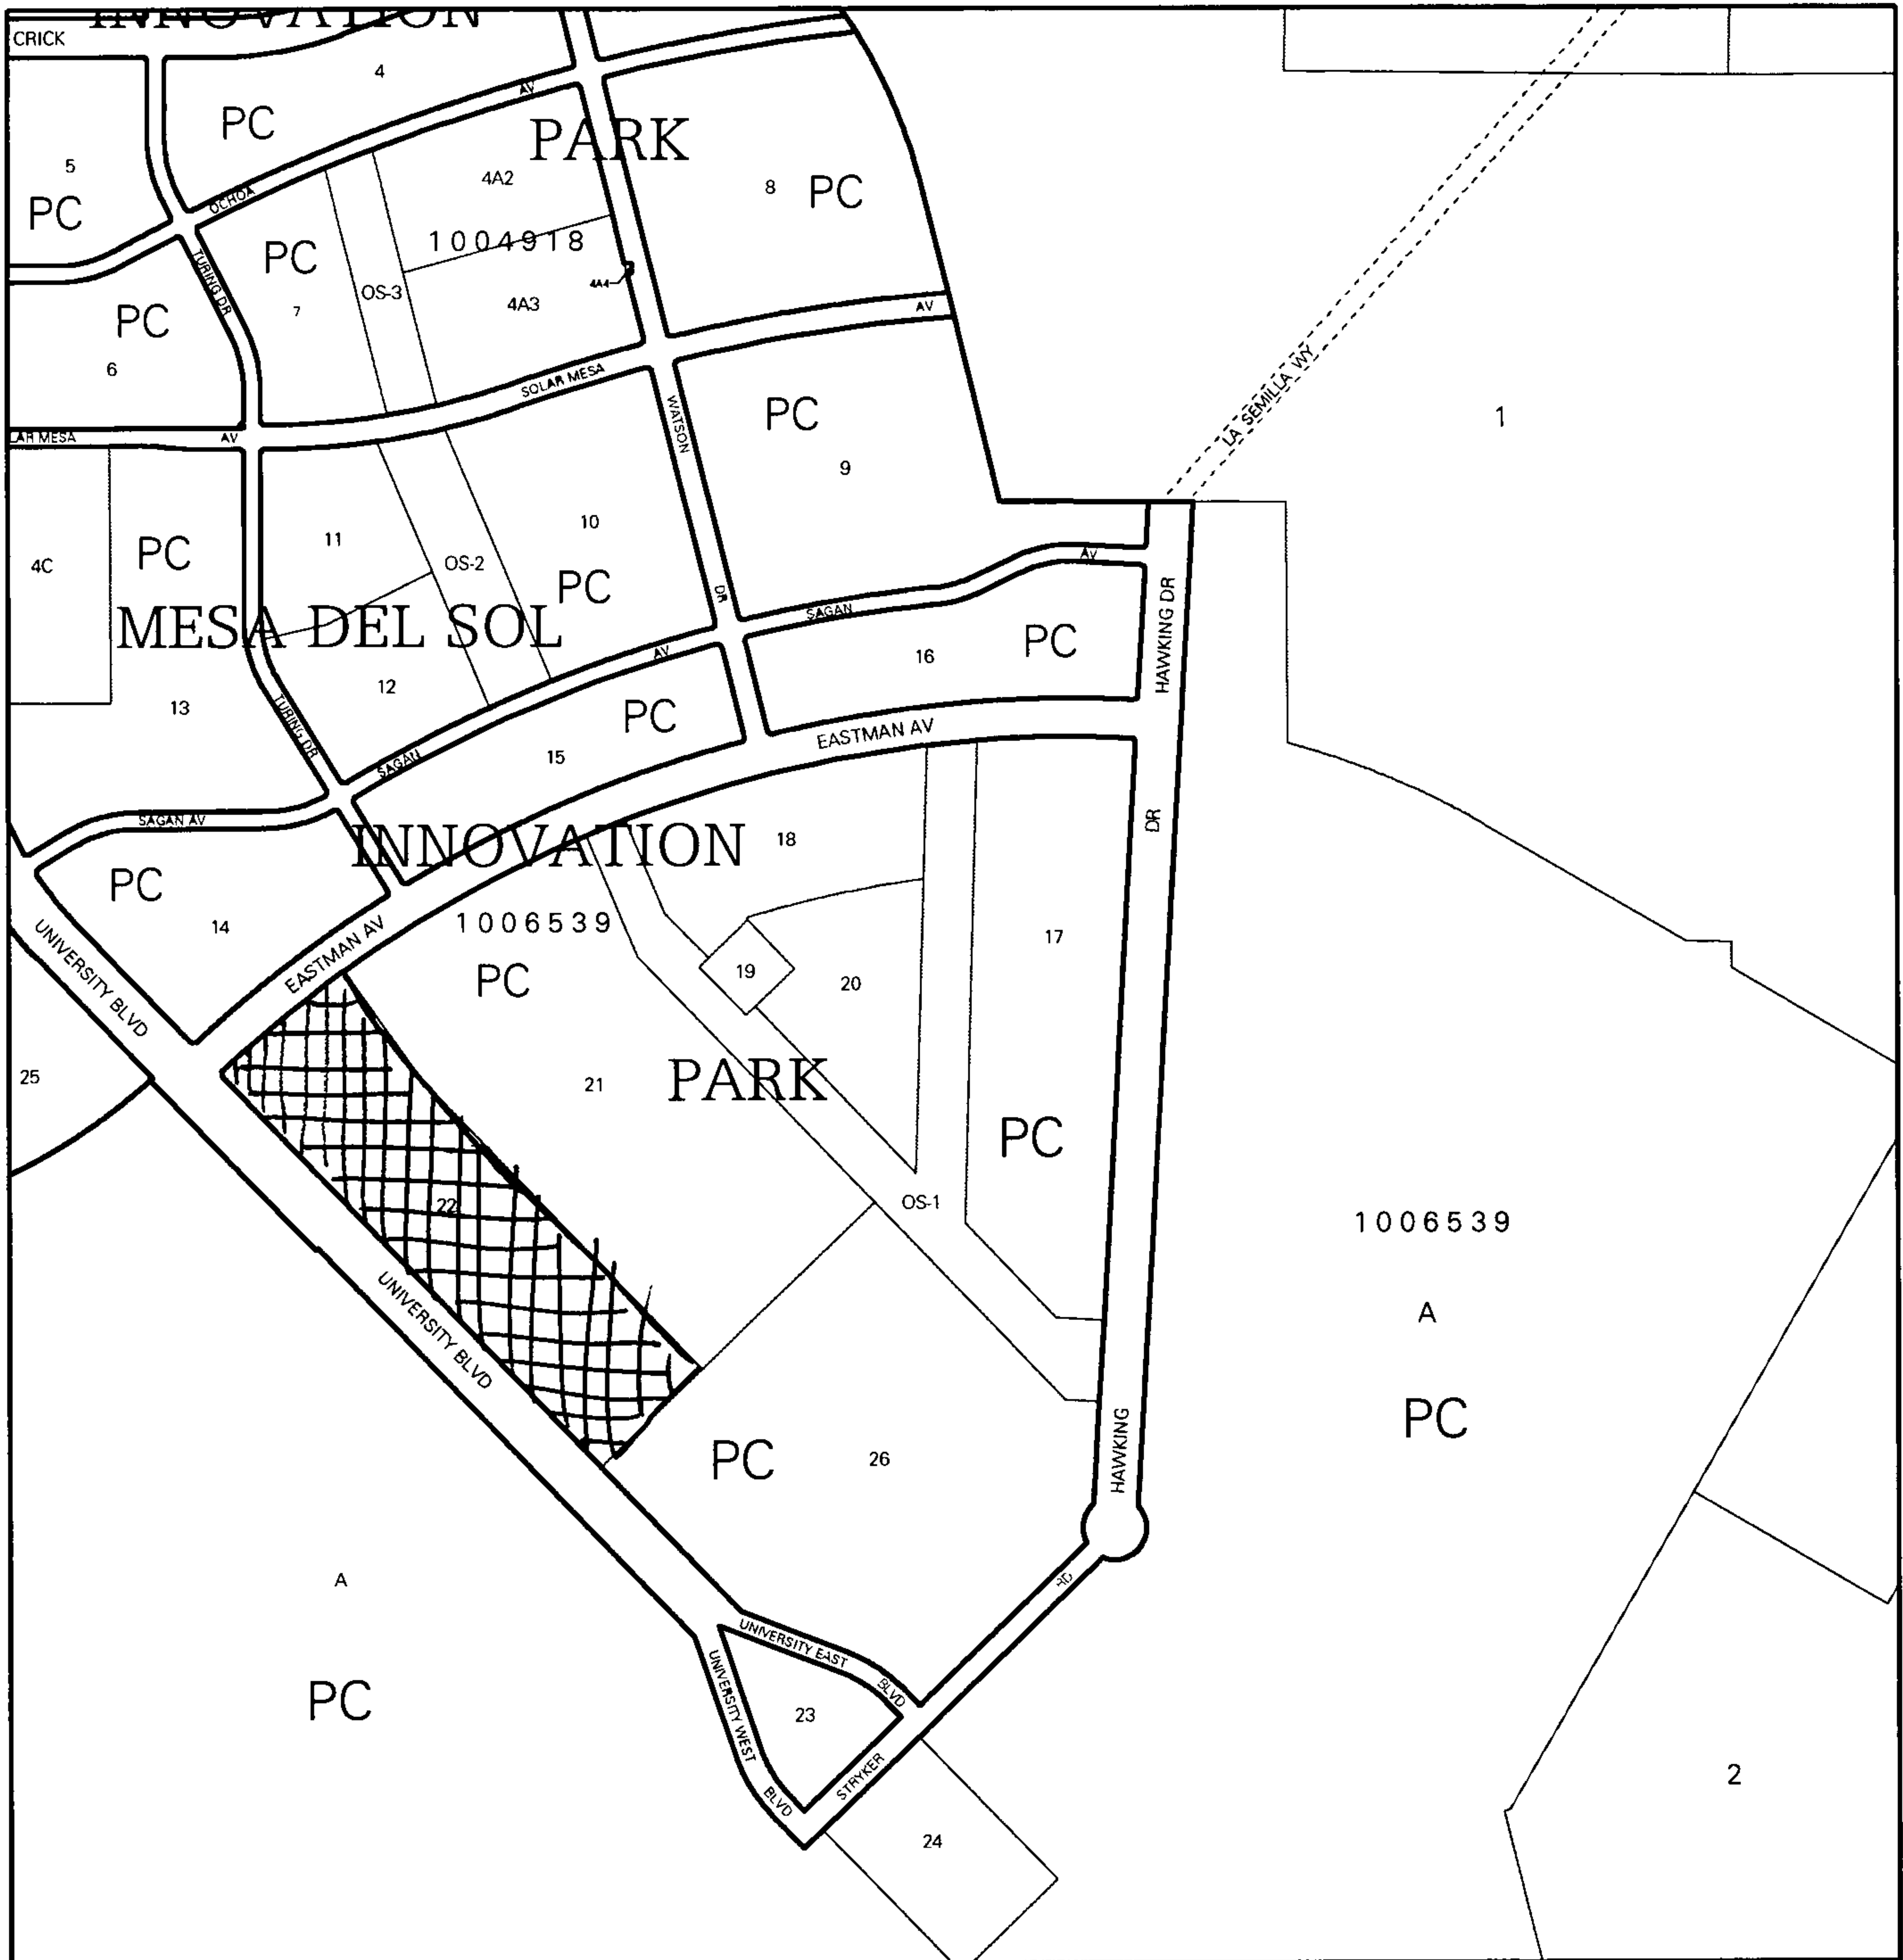 INNOVATION
CRICK
4
PC
AV
PARK
5
PC
OCHOA
4A2
8
PC
1004918
PC
OS-3
4A4
4A3
7
TURING DR
PC
6
AV
SOLAR MESA
LA SEMILLA WY
1
LAR MESA
AV
WATSON
PC
9
10
11
PC
4C
OS-2
PC
AV
DR
SAGAN
HAWKING DR
MESA DEL SOL
PC
16
AV
12
13
TURING DR
PC
15
EASTMAN AV
SAGAN
SAGAN AV
DR
INNOVATION
18
PC
14
1006539
17
EASTMAN AV
UNIVERSITY BLVD
PC
19
20
25
21
PARK
PC
22
OS-1
1006539
UNIVERSITY BLVD
A
PC
HAWKING
PC
26
A
RD
UNIVERSITY EAST
BLVD
PC
UNIVERSITY WEST
23
BLVD
STRYKER
2
24